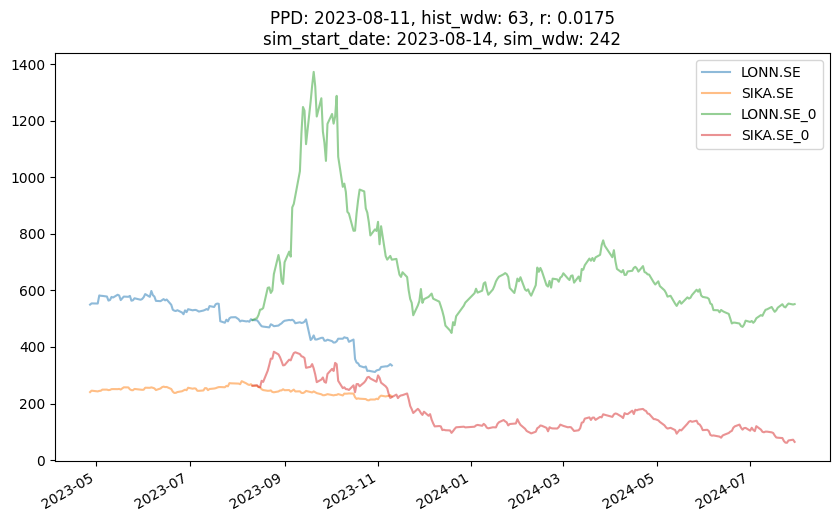 PPD: 2023-08-11, hist_wdw: 63, r: 0.0175
sim_start_date: 2023-08-14, sim_wdw: 242
LONN.SE
SIKA.SE
LONN.SE_0
SIKA.SE_0
1400
1200
1000
800
600
400
200
0
2023-05
2023-07
2023-09
2023-11
2024-01
2024-03
2024-05
2024-07